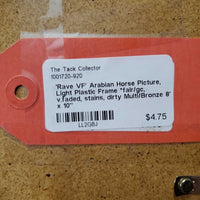 The Tack Collector
1001720-920
'Rave VF' Arabian Horse Picture,
Light Plastic Frame *fair/gc,
v.faded, stains, dirty Multi/Bronze 8'
x 10"
$4.75
LL2GBJ